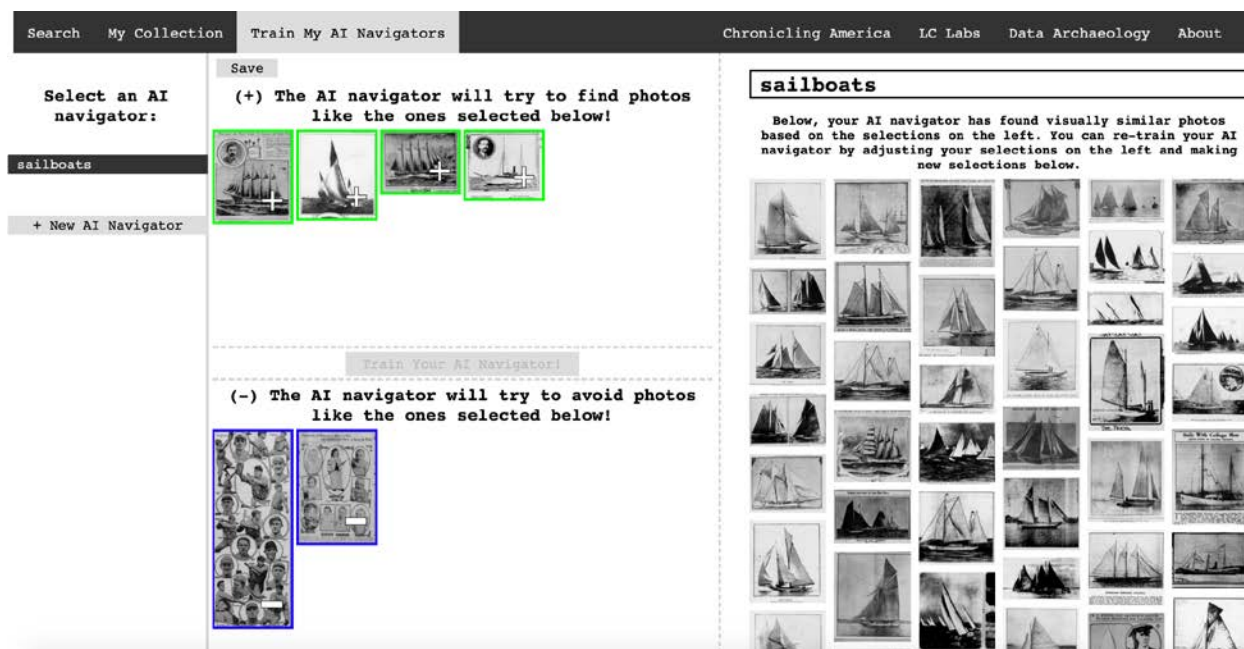 Search My Collection Train My AI Navigators Chronicling America LC Labs Data Archaeology About
Select an AI
navigator:
sailboats
+ New AI Navigator
Save
(+) The AI navigator will try to find photos
like the ones selected below!
Train Your AI Navigator!
(-) The AI navigator will try to avoid photos
like the ones selected below!
sailboats
Below, your AI navigator has found visually similar photos
based on the selections on the left. You can re-train your AI
navigator by adjusting your selections on the left and making
new selections below.